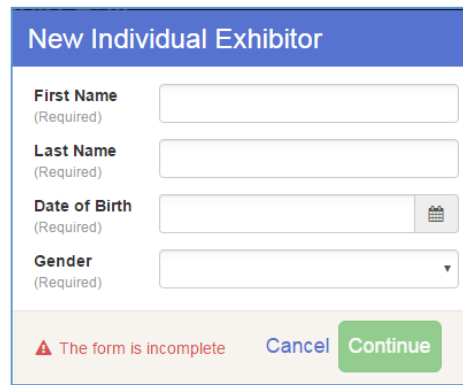 New Individual Exhibitor
First Name
(Required)
Last Name
(Required)
Date of Birth
(Required)
Gender
(Required)
The form is incomplete Cancel Continue